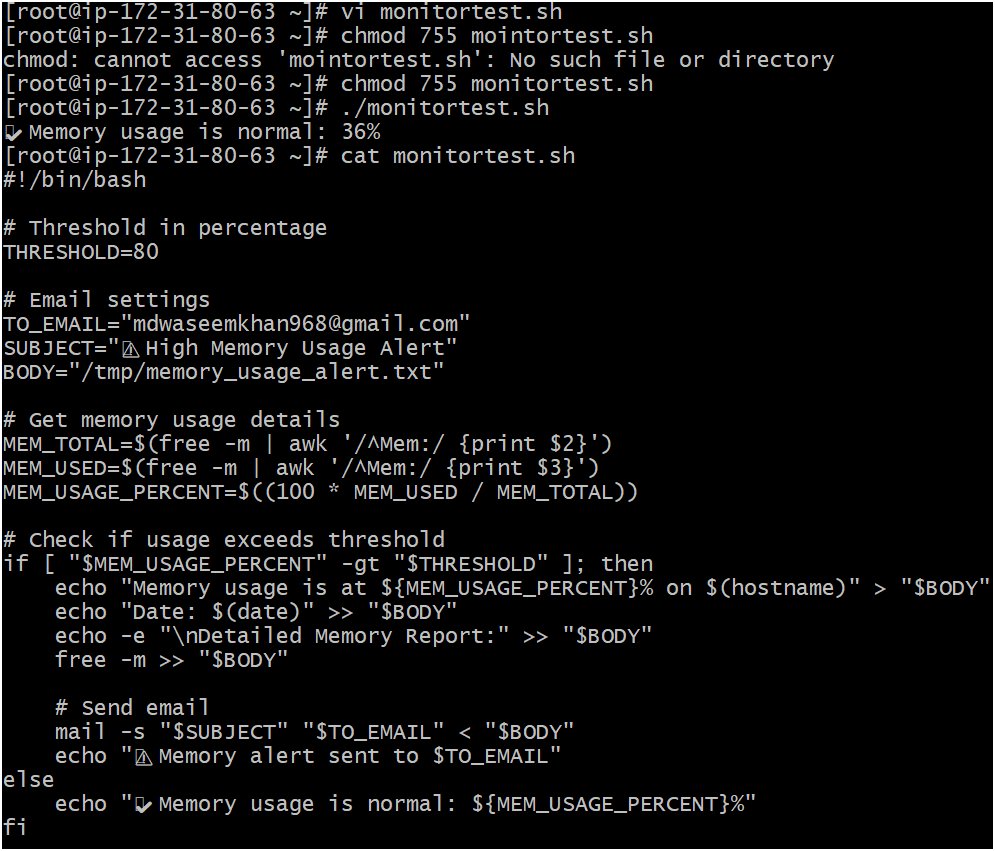 [root@ip-172-31-80-63 ~]# vi monitortest.sh
[root@ip-172-31-80-63 ~]# chmod 755 mointortest.sh
chmod: cannot access 'mointortest.sh': No such file or directory
[root@ip-172-31-80-63 ~]# chmod 755 monitortest.sh
[root@ip-172-31-80-63 ~]# ./monitortest.sh
✅ Memory usage is normal: 36%
[root@ip-172-31-80-63 ~]# cat monitortest.sh
#!/bin/bash

# Threshold in percentage
THRESHOLD=80

# Email settings
TO_EMAIL="mdwaseemkhan968@gmail.com"
SUBJECT="⚠ High Memory Usage Alert"
BODY="/tmp/memory_usage_alert.txt"

# Get memory usage details
MEM_TOTAL=$(free -m | awk '/^Mem:/ {print $2}')
MEM_USED=$(free -m | awk '/^Mem:/ {print $3}')
MEM_USAGE_PERCENT=$((100 * MEM_USED / MEM_TOTAL))

# Check if usage exceeds threshold
if [ "$MEM_USAGE_PERCENT" -gt "$THRESHOLD" ]; then
    echo "Memory usage is at ${MEM_USAGE_PERCENT}% on $(hostname)" > "$BODY"
    echo "Date: $(date)" >> "$BODY"
    echo -e "\nDetailed Memory Report:" >> "$BODY"
    free -m >> "$BODY"

    # Send email
    mail -s "$SUBJECT" "$TO_EMAIL" < "$BODY"
    echo "⚠ Memory alert sent to $TO_EMAIL"
else
    echo "✅ Memory usage is normal: ${MEM_USAGE_PERCENT}%"
fi